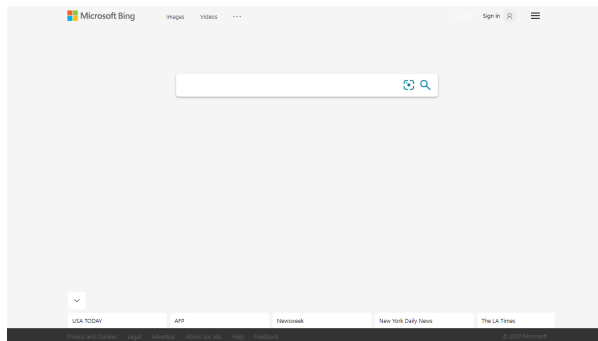 Microsoft Bing Images Videos ··· Sign in
USA TODAY AFP Newsweek New York Daily News The LA Times
Privacy and Cookies Legal Advertise About our ads Help Feedback © 2020 Microsoft